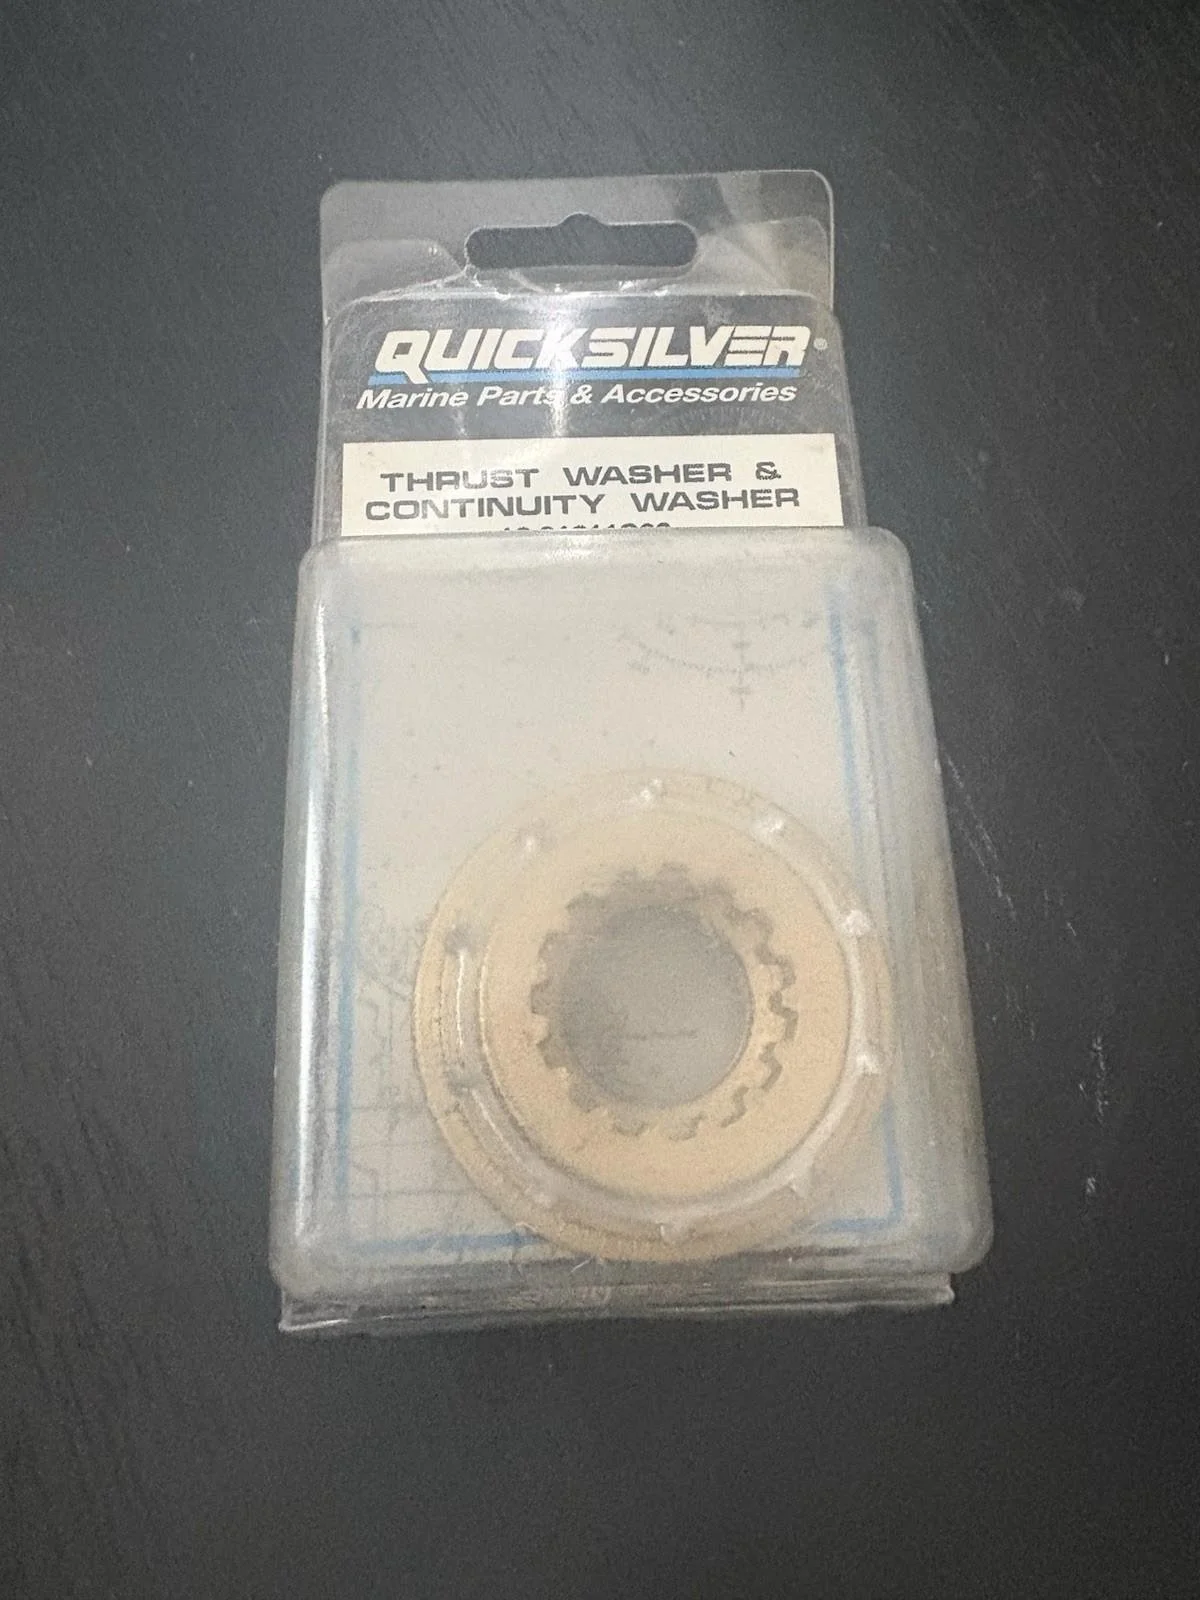 QUICKSILVER®
Marine Parts & Accessories
THRUST WASHER &
CONTINUITY WASHER